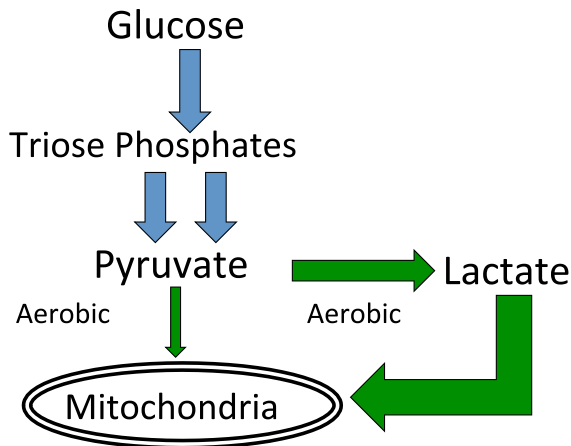 Glucose
Triose Phosphates
Pyruvate
Lactate
Aerobic
Aerobic
Mitochondria